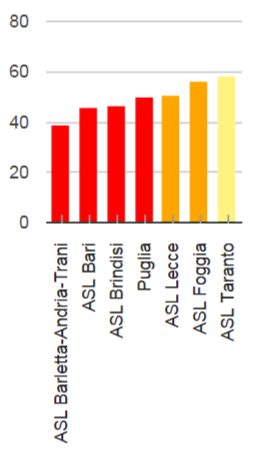 80
60
40
20
0
ASL Barletta-Andria-Trani
ASL Bari
ASL Brindisi
Puglia
ASL Lecce
ASL Foggia
ASL Taranto